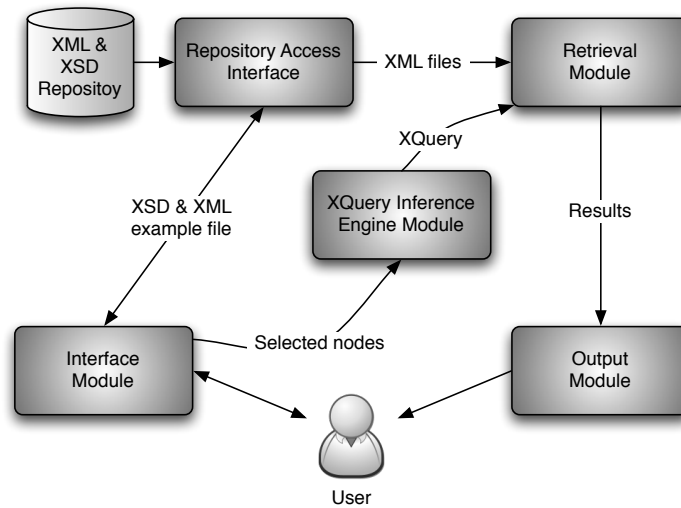 XML &
XSD
Repositoy
Repository Access
Interface
XML files
Retrieval
Module
XQuery
XSD & XML
example file
XQuery Inference
Engine Module
Results
Interface
Module
Selected nodes
Output
Module
User